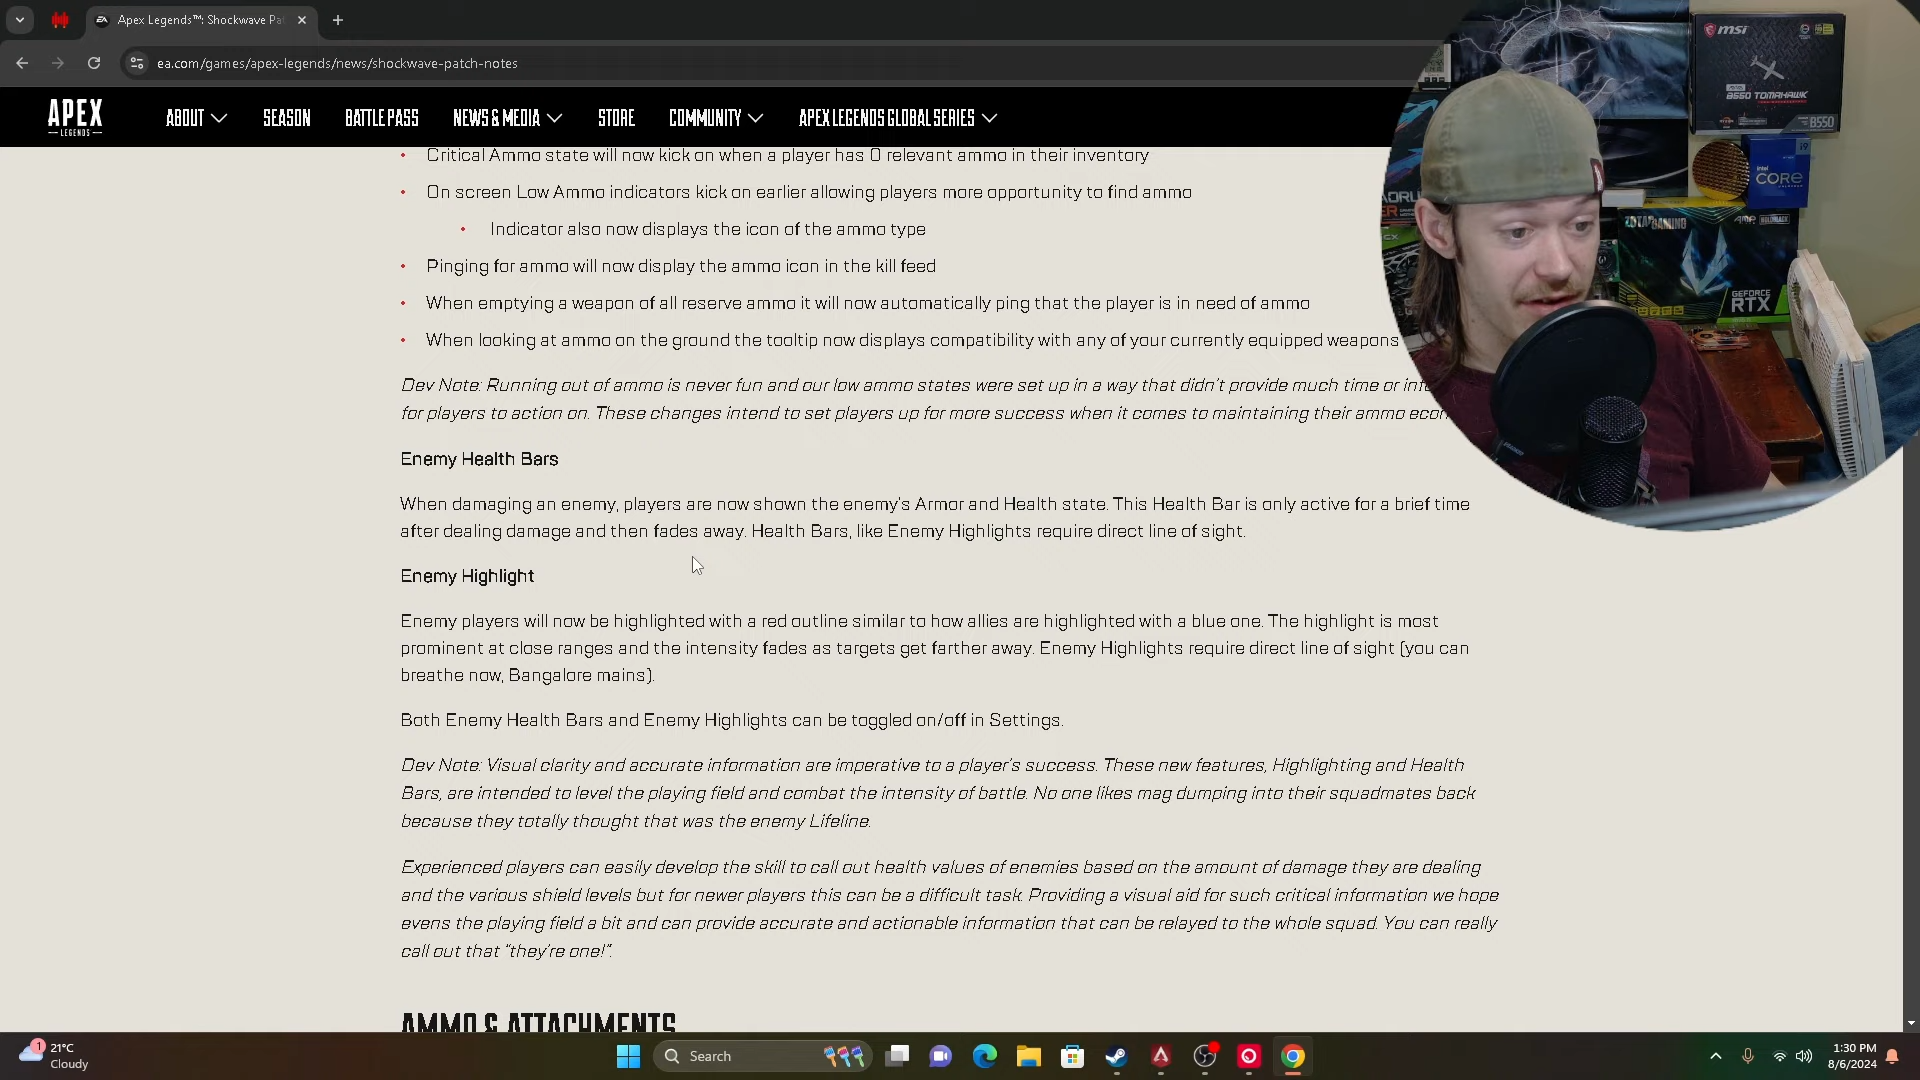 Apex Legends™: Shockwave Pa
ea.com/games/apex-legends/news/shockwave-patch-notes
APEX
LEGENDS
ABOUT
SEASON
BATTLE PASS
NEWS & MEDIA
STORE
COMMUNITY
APEX LEGENDS GLOBAL SERIES
msi
B550 TOMAHAWK
B550
intel
CORE
i9
ZOTAC GAMING
GEFORCE
RTX
• Critical Ammo state will now kick on when a player has 0 relevant ammo in their inventory
• On screen Low Ammo indicators kick on earlier allowing players more opportunity to find ammo
• Indicator also now displays the icon of the ammo type
• Pinging for ammo will now display the ammo icon in the kill feed
• When emptying a weapon of all reserve ammo it will now automatically ping that the player is in need of ammo
• When looking at ammo on the ground the tooltip now displays compatibility with any of your currently equipped weapons
Dev Note: Running out of ammo is never fun and our low ammo states were set up in a way that didn't provide much time or
for players to action on. These changes intend to set players up for more success when it comes to maintaining their ammo
Enemy Health Bars
When damaging an enemy, players are now shown the enemy's Armor and Health state. This Health Bar is only active for a brief time
after dealing damage and then fades away. Health Bars, like Enemy Highlights require direct line of sight.
Enemy Highlight
Enemy players will now be highlighted with a red outline similar to how allies are highlighted with a blue one. The highlight is most
prominent at close ranges and the intensity fades as targets get farther away. Enemy Highlights require direct line of sight (you can
breathe now, Bangalore mains).
Both Enemy Health Bars and Enemy Highlights can be toggled on/off in Settings.
Dev Note: Visual clarity and accurate information are imperative to a player's success. These new features, Highlighting and Health
Bars, are intended to level the playing field and combat the intensity of battle. No one likes mag dumping into their squadmates back
because they totally thought that was the enemy Lifeline.
Experienced players can easily develop the skill to call out health values of enemies based on the amount of damage they are dealing
and the various shield levels but for newer players this can be a difficult task. Providing a visual aid for such critical information we hope
evens the playing field a bit and can provide accurate and actionable information that can be relayed to the whole squad. You can really
call out that "they're one!".
AMMO & ATTACHMENTS
1
21°C
Cloudy
Search
1:30 PM
8/6/2024